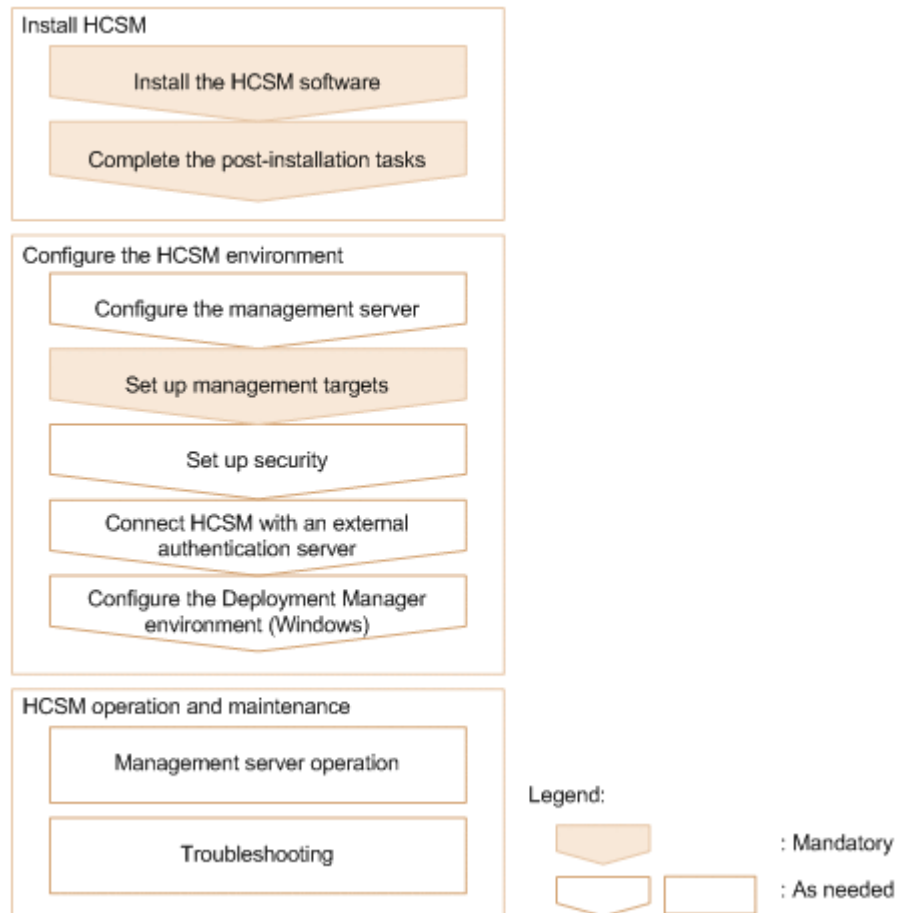 Install HCSM
Install the HCSM software
Complete the post-installation tasks
Configure the HCSM environment
Configure the management server
Set up management targets
Set up security
Connect HCSM with an external
authentication server
Configure the Deployment Manager
environment (Windows)
HCSM operation and maintenance
Management server operation
Troubleshooting
Legend:
: Mandatory
: As needed